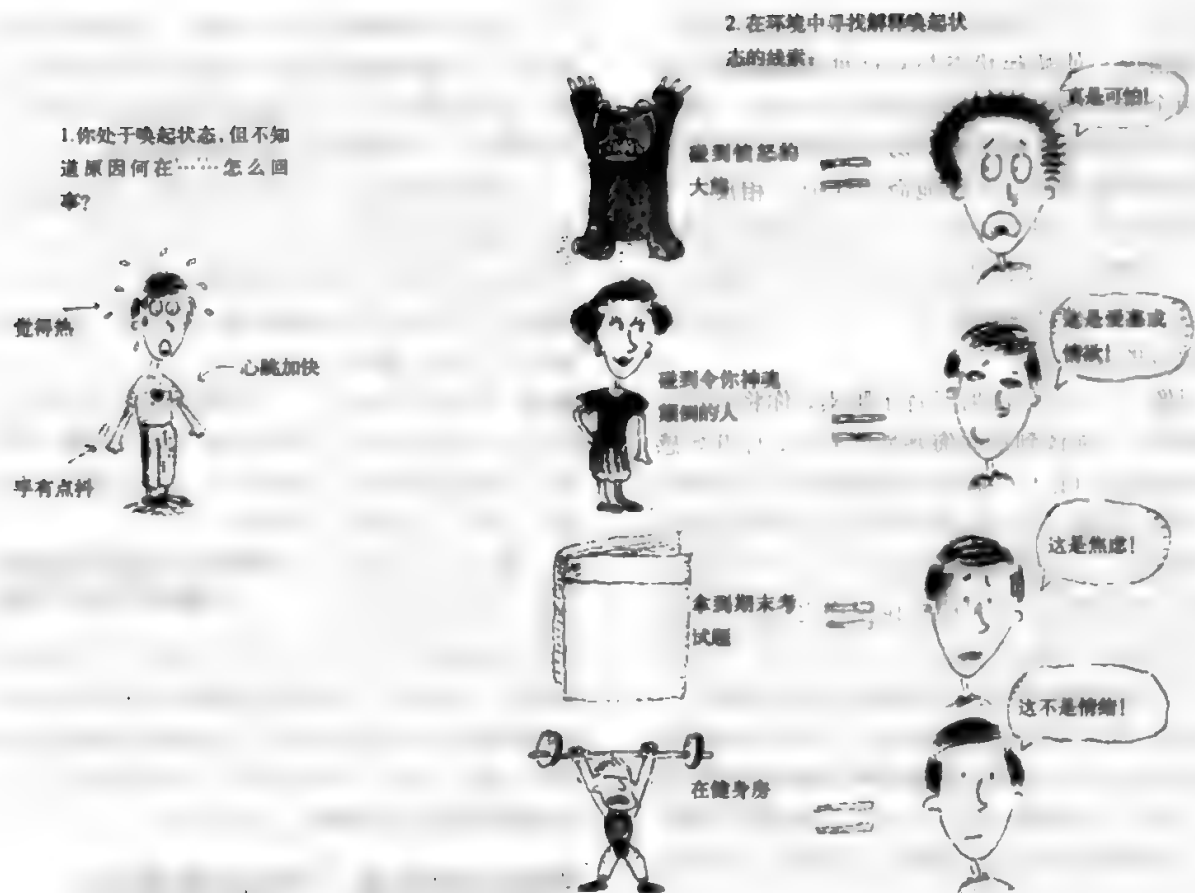 1.你处于唤起状态,但不知
道原因何在……怎么回
事?
觉得热
心跳加快
手有点抖
2. 在环境中寻找解释唤起状
态的线索:
碰到愤怒的
大熊
真是可怕!
碰到令你神魂
颠倒的人
这是爱慕或
情欲!
拿到期末考
试题
这是焦虑!
在健身房
这不是情绪!